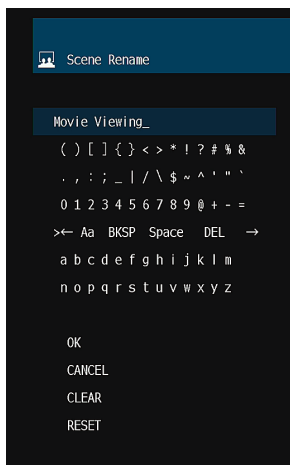 Scene Rename
Movie Viewing_
( ) [ ] { } < > * ! ? # % &
. , : ; _ | / \ $ ~ ^ ' " `
0 1 2 3 4 5 6 7 8 9 @ + - =
>← Aa BKSP Space DEL →
a b c d e f g h i j k l m
n o p q r s t u v w x y z
OK
CANCEL
CLEAR
RESET